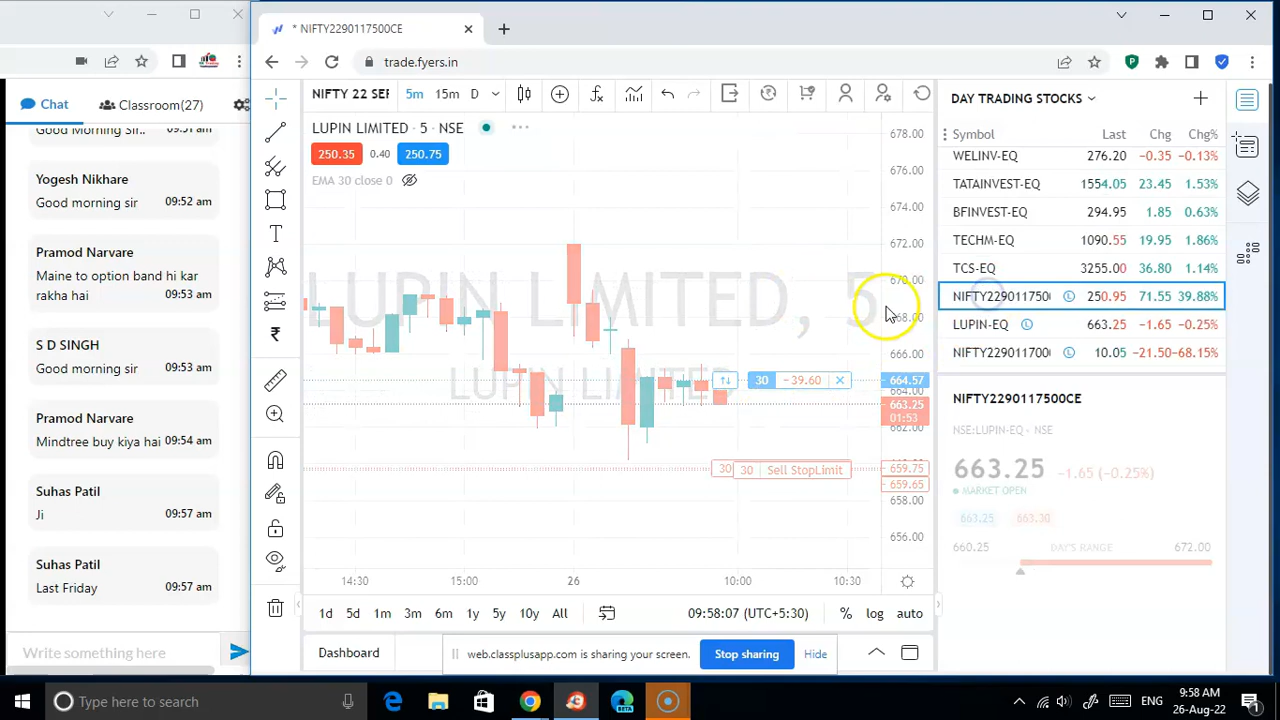 * NIFTY2290117500CE
trade.fyers.in
Chat
Classroom(27)
Good Morning Sir..
09:51 am
Yogesh Nikhare
Good morning sir
09:52 am
Pramod Narvare
Maine to option band hi kar
rakha hai
09:53 am
S D SINGH
Good morning sir
09:53 am
Pramod Narvare
Mindtree buy kiya hai
09:54 am
Suhas Patil
Ji
09:57 am
Suhas Patil
Last Friday
09:57 am
Write something here
NIFTY 22 SEP
5m
15m
D
LUPIN LIMITED · 5 · NSE
250.35
0.40
250.75
EMA 30 close 0
LUPIN LIMITED, 5
LUPIN LIMITED
30
−39.60
30
30
Sell StopLimit
678.00
676.00
674.00
672.00
670.00
668.00
666.00
664.57
664.00
663.25
01:53
662.00
659.75
659.65
658.00
656.00
14:30
15:00
26
10:00
10:30
1d
5d
1m
3m
6m
1y
5y
10y
All
09:58:07 (UTC+5:30)
%
log
auto
Dashboard
web.classplusapp.com is sharing your screen.
Stop sharing
Hide
DAY TRADING STOCKS
Symbol Last Chg Chg%
WELINV-EQ 276.20 −0.35 −0.13%
TATAINVEST-EQ 1554.05 23.45 1.53%
BFINVEST-EQ 294.95 1.85 0.63%
TECHM-EQ 1090.55 19.95 1.86%
TCS-EQ 3255.00 36.80 1.14%
NIFTY22901175 250.95 71.55 39.88%
LUPIN-EQ 663.25 −1.65 −0.25%
NIFTY22901170 10.05 −21.50 −68.15%
NIFTY2290117500CE
NSE:LUPIN-EQ · NSE
663.25 −1.65 (−0.25%)
MARKET OPEN
663.25
663.30
660.25 DAY'S RANGE 672.00
Type here to search
ENG
9:58 AM
26-Aug-22
1